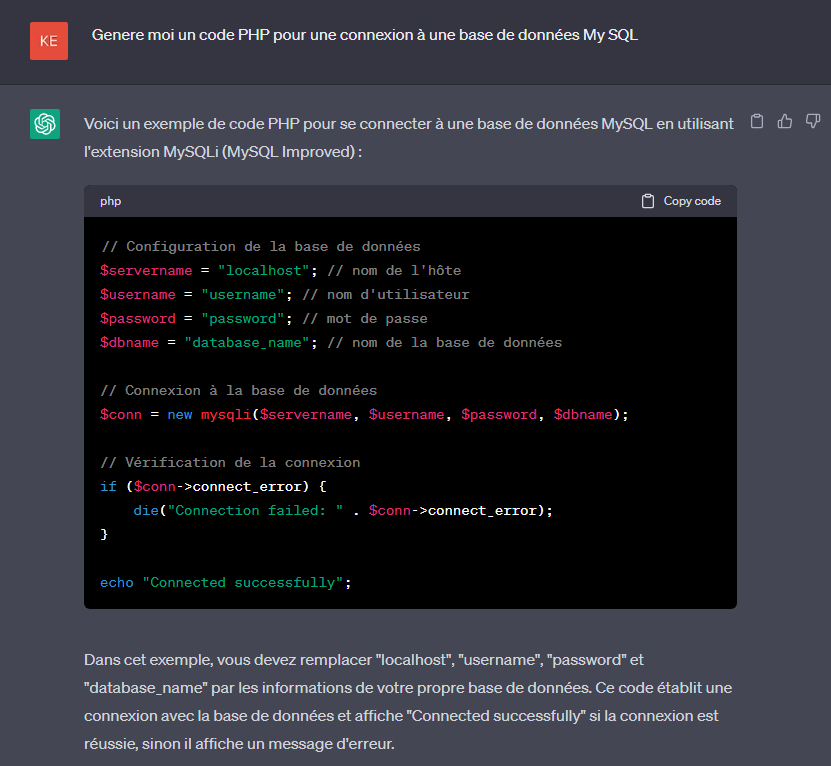 KE
Genere moi un code PHP pour une connexion à une base de données My SQL
Voici un exemple de code PHP pour se connecter à une base de données MySQL en utilisant
l'extension MySQLi (MySQL Improved) :
php
Copy code
// Configuration de la base de données
$servername = "localhost"; // nom de l'hôte
$username = "username"; // nom d'utilisateur
$password = "password"; // mot de passe
$dbname = "database_name"; // nom de la base de données
// Connexion à la base de données
$conn = new mysqli($servername, $username, $password, $dbname);
// Vérification de la connexion
if ($conn->connect_error) {
    die("Connection failed: " . $conn->connect_error);
}
echo "Connected successfully";
Dans cet exemple, vous devez remplacer "localhost", "username", "password" et
"database_name" par les informations de votre propre base de données. Ce code établit une
connexion avec la base de données et affiche "Connected successfully" si la connexion est
réussie, sinon il affiche un message d'erreur.